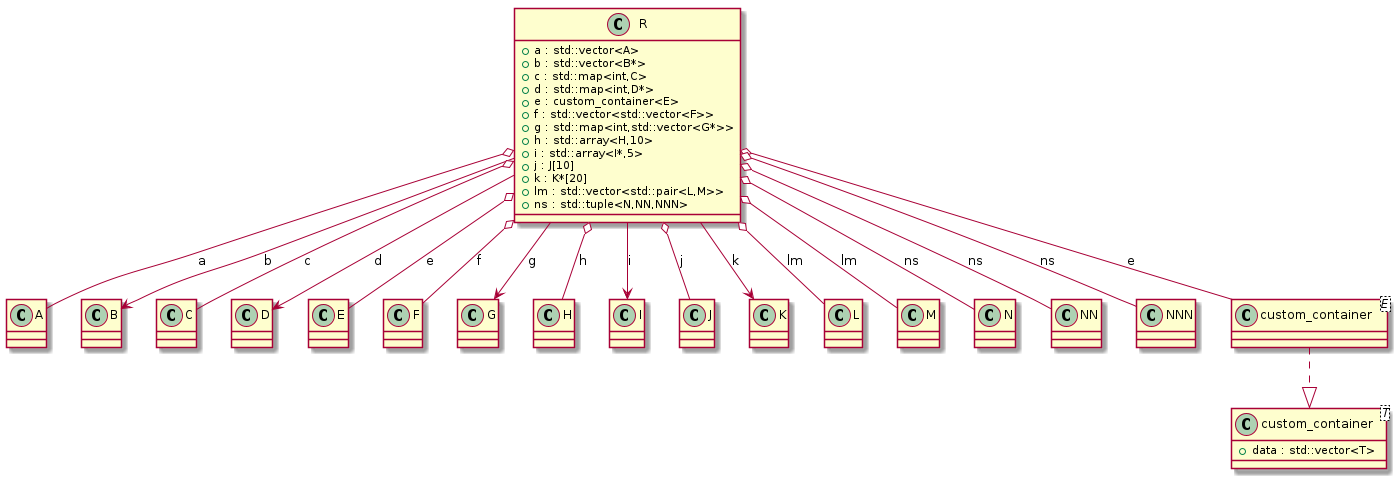 C R
a : std::vector<A>
b : std::vector<B*>
c : std::map<int,C>
d : std::map<int,D*>
e : custom_container<E>
f : std::vector<std::vector<F>>
g : std::map<int,std::vector<G*>>
h : std::array<H,10>
i : std::array<I*,5>
j : J[10]
k : K*[20]
lm : std::vector<std::pair<L,M>>
ns : std::tuple<N,NN,NNN>
a b c d e f g h i j k lm lm ns ns ns e
C A
C B
C C
C D
C E
C F
C G
C H
C I
C J
C K
C L
C M
C N
C NN
C NNN
C custom_container E
C custom_container T
data : std::vector<T>